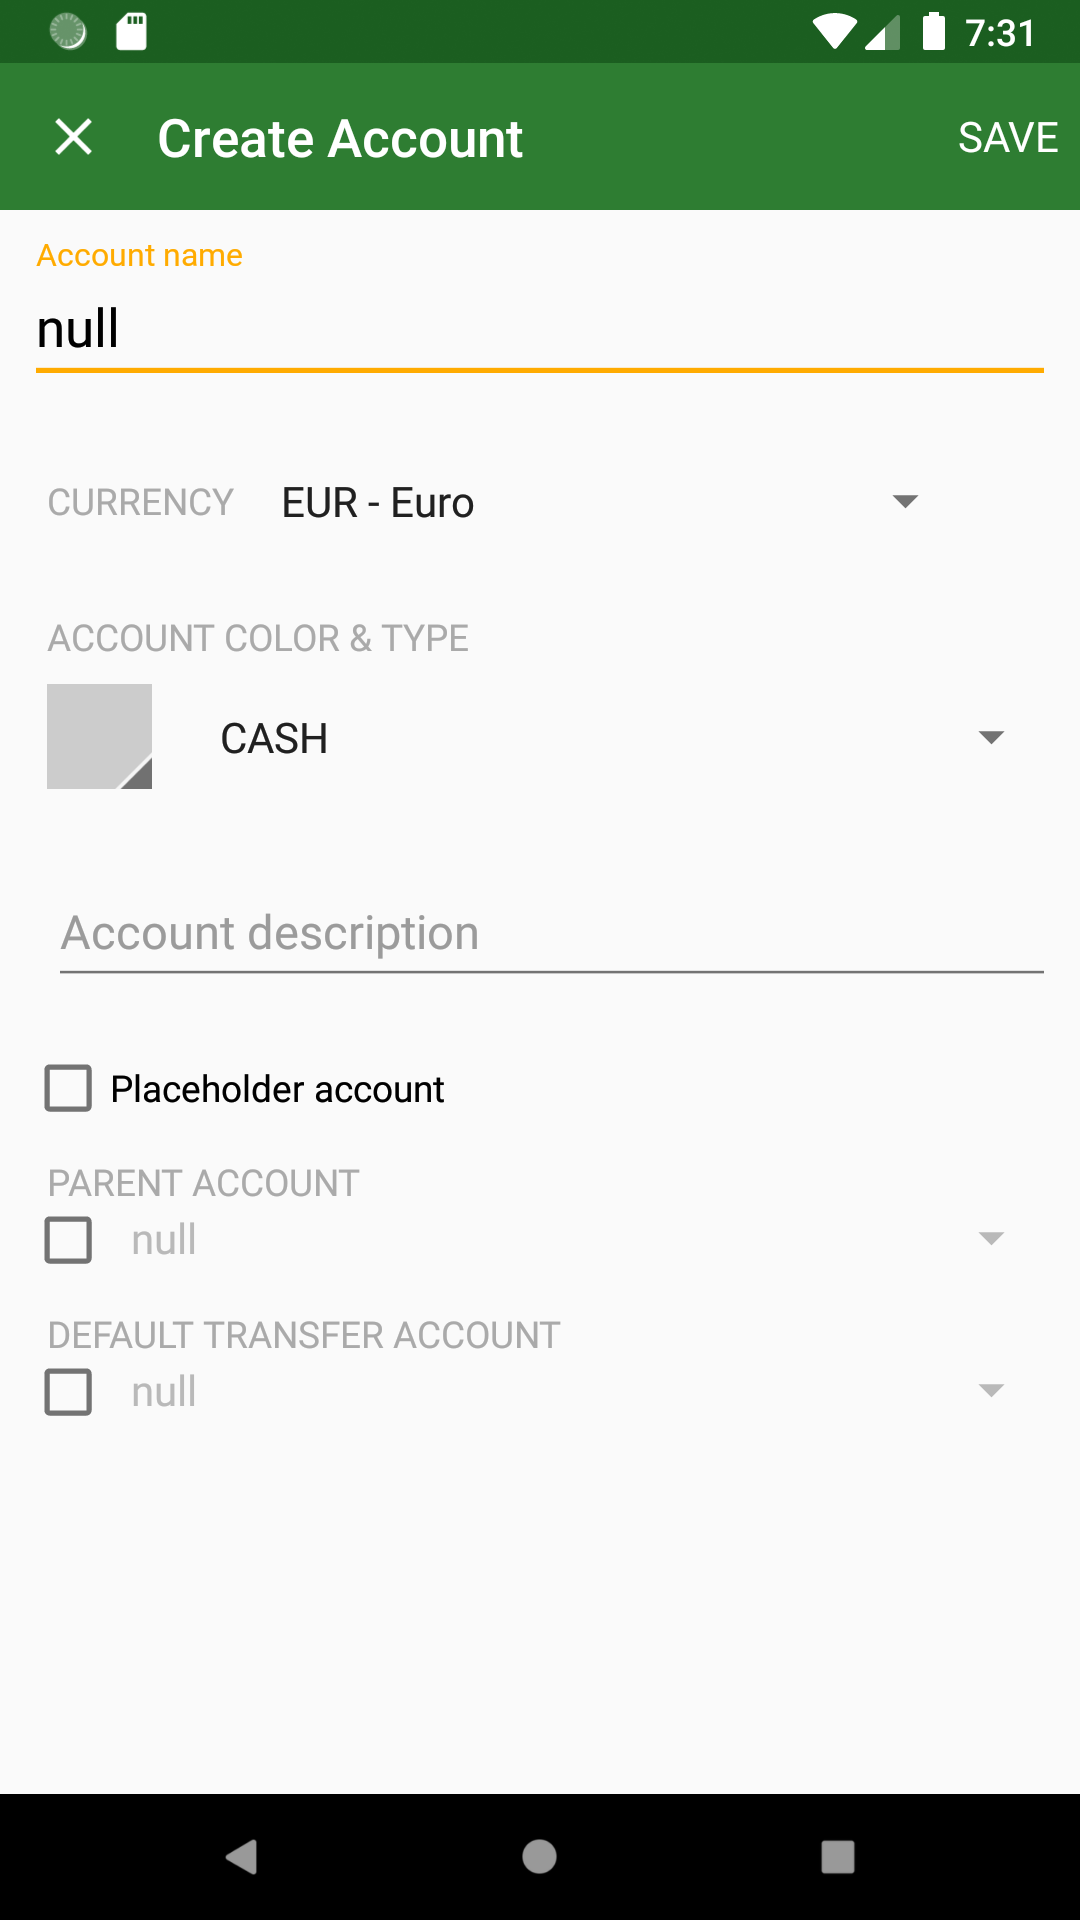 7:31
Create Account
SAVE
Account name
null
CURRENCY
EUR - Euro
ACCOUNT COLOR & TYPE
CASH
Account description
Placeholder account
PARENT ACCOUNT
null
DEFAULT TRANSFER ACCOUNT
null